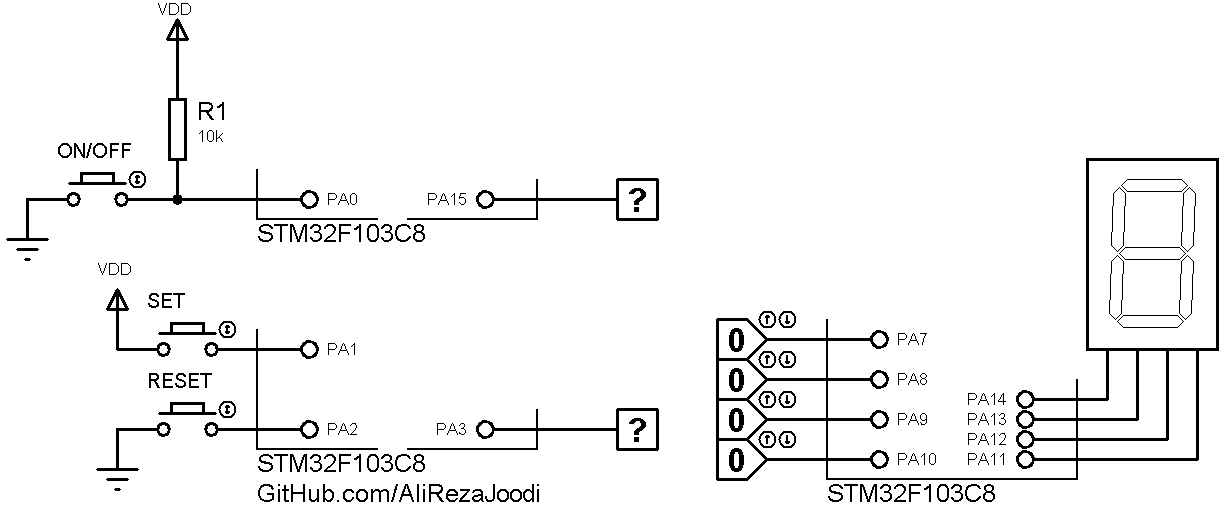 VDD
R1
10k
ON/OFF
PA0
PA15
?
STM32F103C8
VDD
SET
PA1
RESET
PA2
PA3
?
STM32F103C8
GitHub.com/AliRezaJoodi
0
PA7
0
PA8
0
PA9
0
PA10
PA14
PA13
PA12
PA11
STM32F103C8